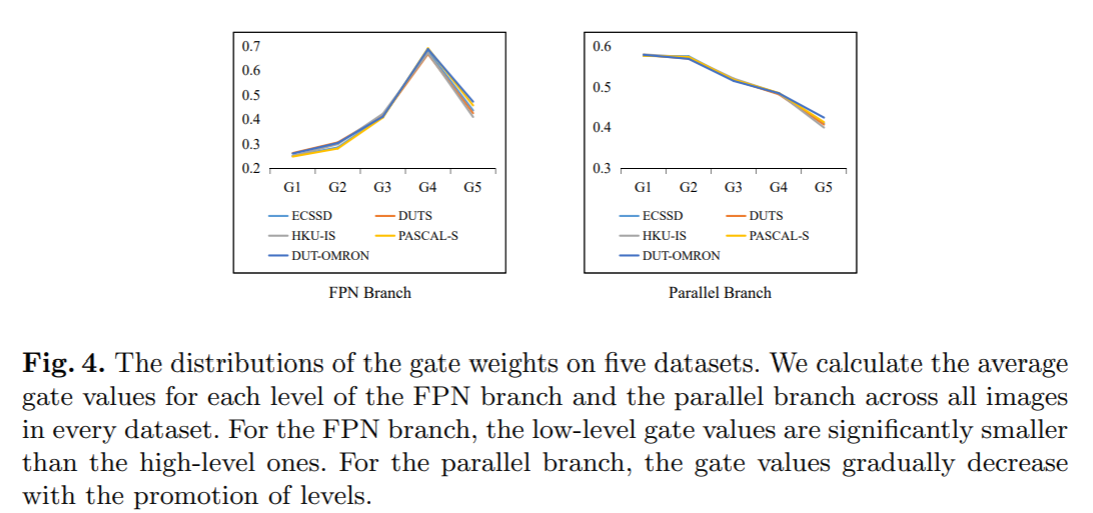 0.7
0.6
0.5
0.4
0.3
0.2
G1 G2 G3 G4 G5
ECSSD DUTS
HKU-IS PASCAL-S
DUT-OMRON
FPN Branch
0.6
0.5
0.4
0.3
G1 G2 G3 G4 G5
ECSSD DUTS
HKU-IS PASCAL-S
DUT-OMRON
Parallel Branch
Fig. 4. The distributions of the gate weights on five datasets. We calculate the average
gate values for each level of the FPN branch and the parallel branch across all images
in every dataset. For the FPN branch, the low-level gate values are significantly smaller
than the high-level ones. For the parallel branch, the gate values gradually decrease
with the promotion of levels.